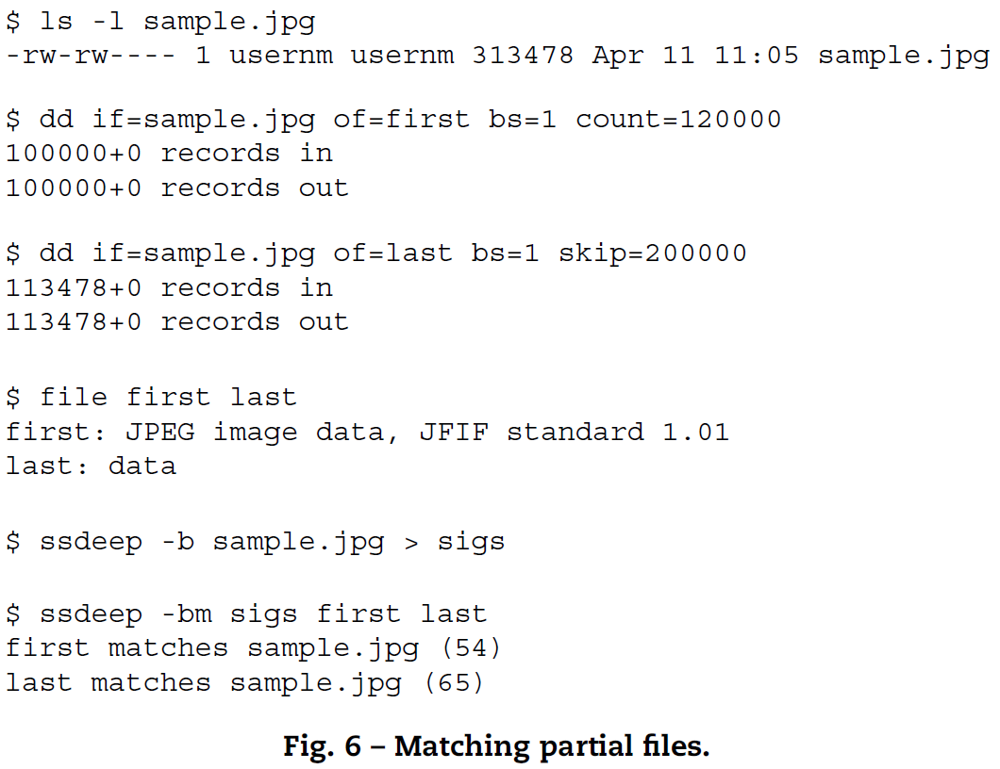 $ ls -l sample.jpg
-rw-rw---- 1 usernm usernm 313478 Apr 11 11:05 sample.jpg
$ dd if=sample.jpg of=first bs=1 count=120000
100000+0 records in
100000+0 records out
$ dd if=sample.jpg of=last bs=1 skip=200000
113478+0 records in
113478+0 records out
$ file first last
first: JPEG image data, JFIF standard 1.01
last: data
$ ssdeep -b sample.jpg > sigs
$ ssdeep -bm sigs first last
first matches sample.jpg (54)
last matches sample.jpg (65)
Fig. 6 – Matching partial files.